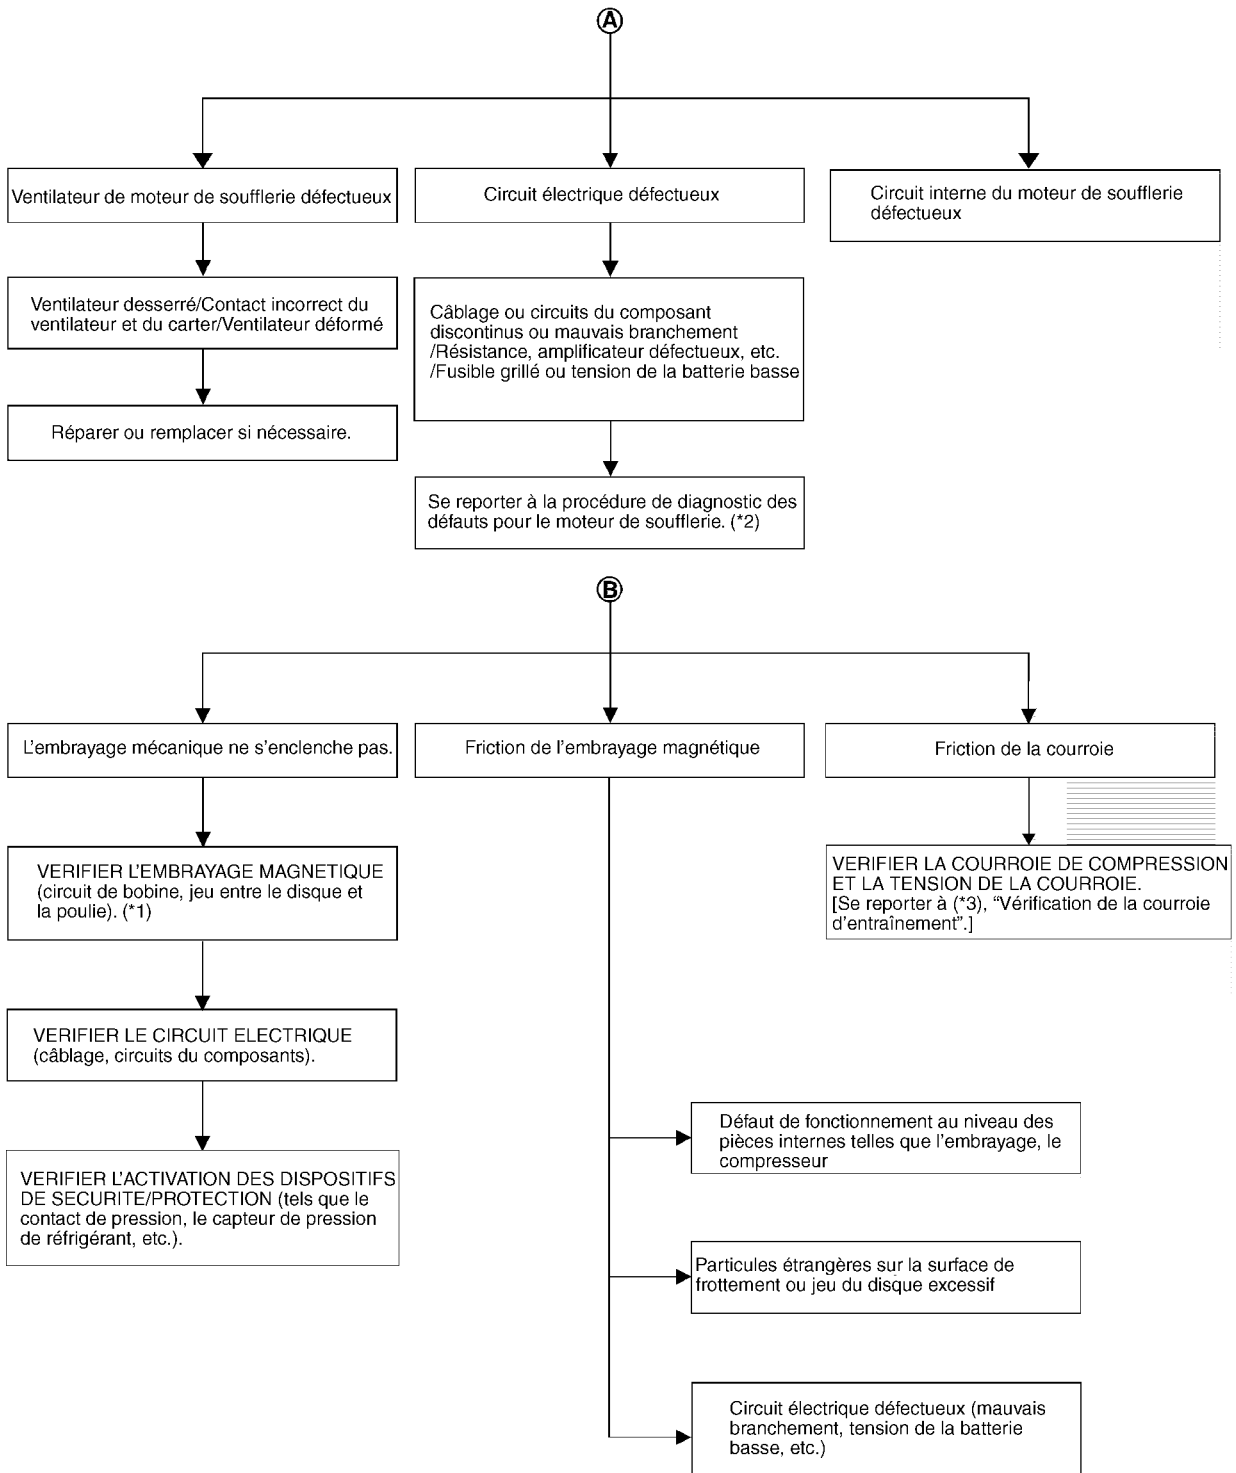 A
Ventilateur de moteur de soufflerie défectueux
Circuit électrique défectueux
Circuit interne du moteur de soufflerie
défectueux
Ventilateur desserré/Contact incorrect du
ventilateur et du carter/Ventilateur déformé
Câblage ou circuits du composant
discontinus ou mauvais branchement
/Résistance, amplificateur défectueux, etc.
/Fusible grillé ou tension de la batterie basse
Réparer ou remplacer si nécessaire.
Se reporter à la procédure de diagnostic des
défauts pour le moteur de soufflerie. (*2)
B
L'embrayage mécanique ne s'enclenche pas.
Friction de l'embrayage magnétique
Friction de la courroie
VERIFIER L'EMBRAYAGE MAGNETIQUE
(circuit de bobine, jeu entre le disque et
la poulie). (*1)
VERIFIER LA COURROIE DE COMPRESSION
ET LA TENSION DE LA COURROIE.
[Se reporter à (*3), “Vérification de la courroie
d'entraînement”.]
VERIFIER LE CIRCUIT ELECTRIQUE
(câblage, circuits du composants).
VERIFIER L'ACTIVATION DES DISPOSITIFS
DE SECURITE/PROTECTION (tels que le
contact de pression, le capteur de pression
de réfrigérant, etc.).
Défaut de fonctionnement au niveau des
pièces internes telles que l'embrayage, le
compresseur
Particules étrangères sur la surface de
frottement ou jeu du disque excessif
Circuit électrique défectueux (mauvais
branchement, tension de la batterie
basse, etc.)